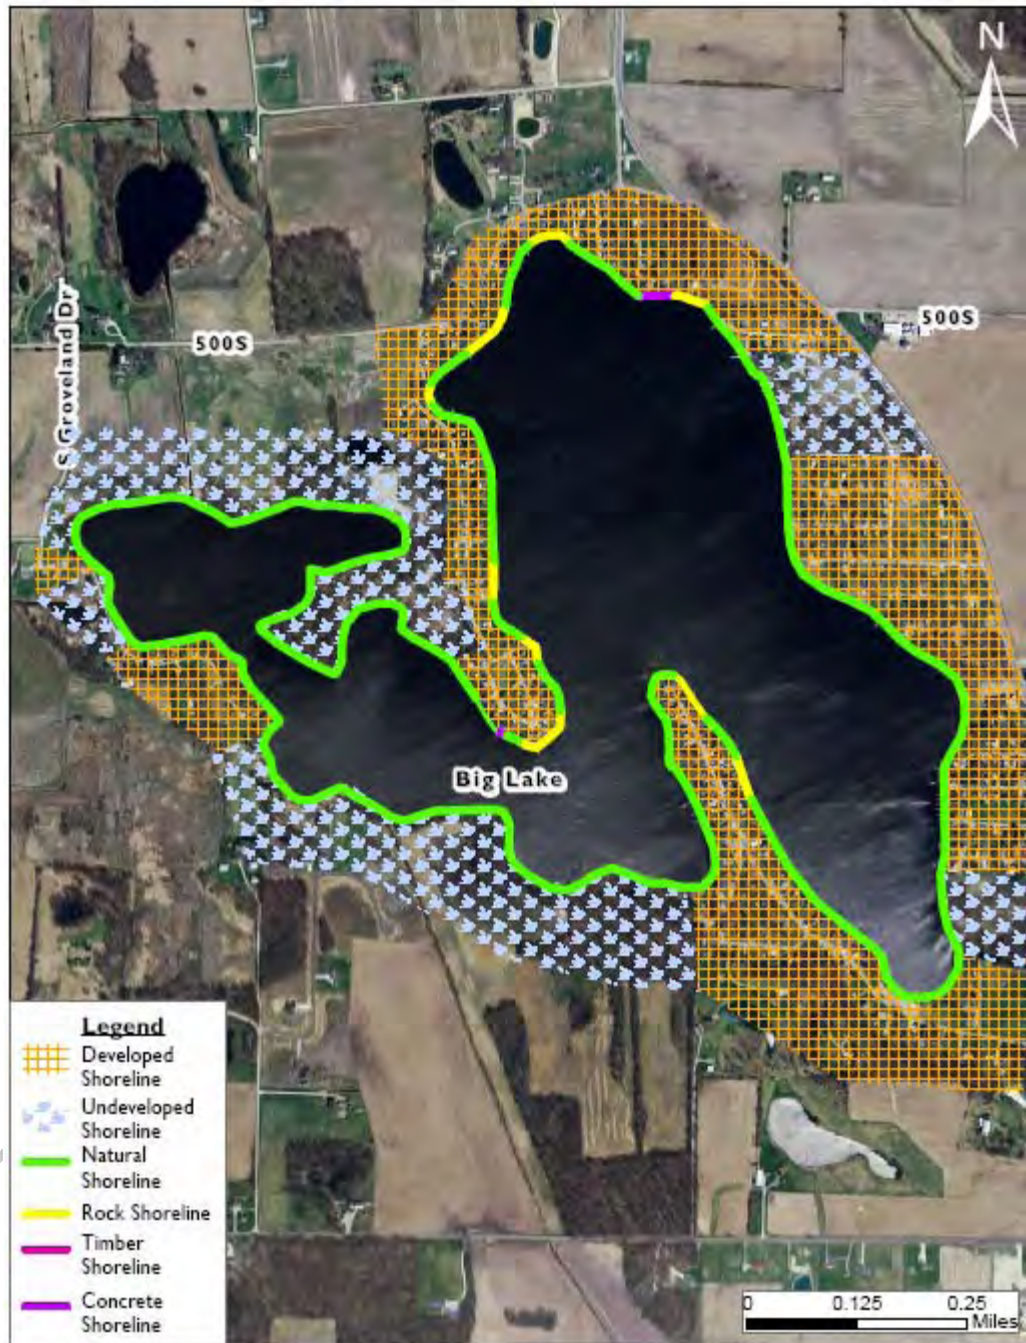 N
500S
500S
S Groveland Dr
Big Lake
Legend
Developed
Shoreline
Undeveloped
Shoreline
Natural
Shoreline
Rock Shoreline
Timber
Shoreline
Concrete
Shoreline
0 0.125 0.25
Miles